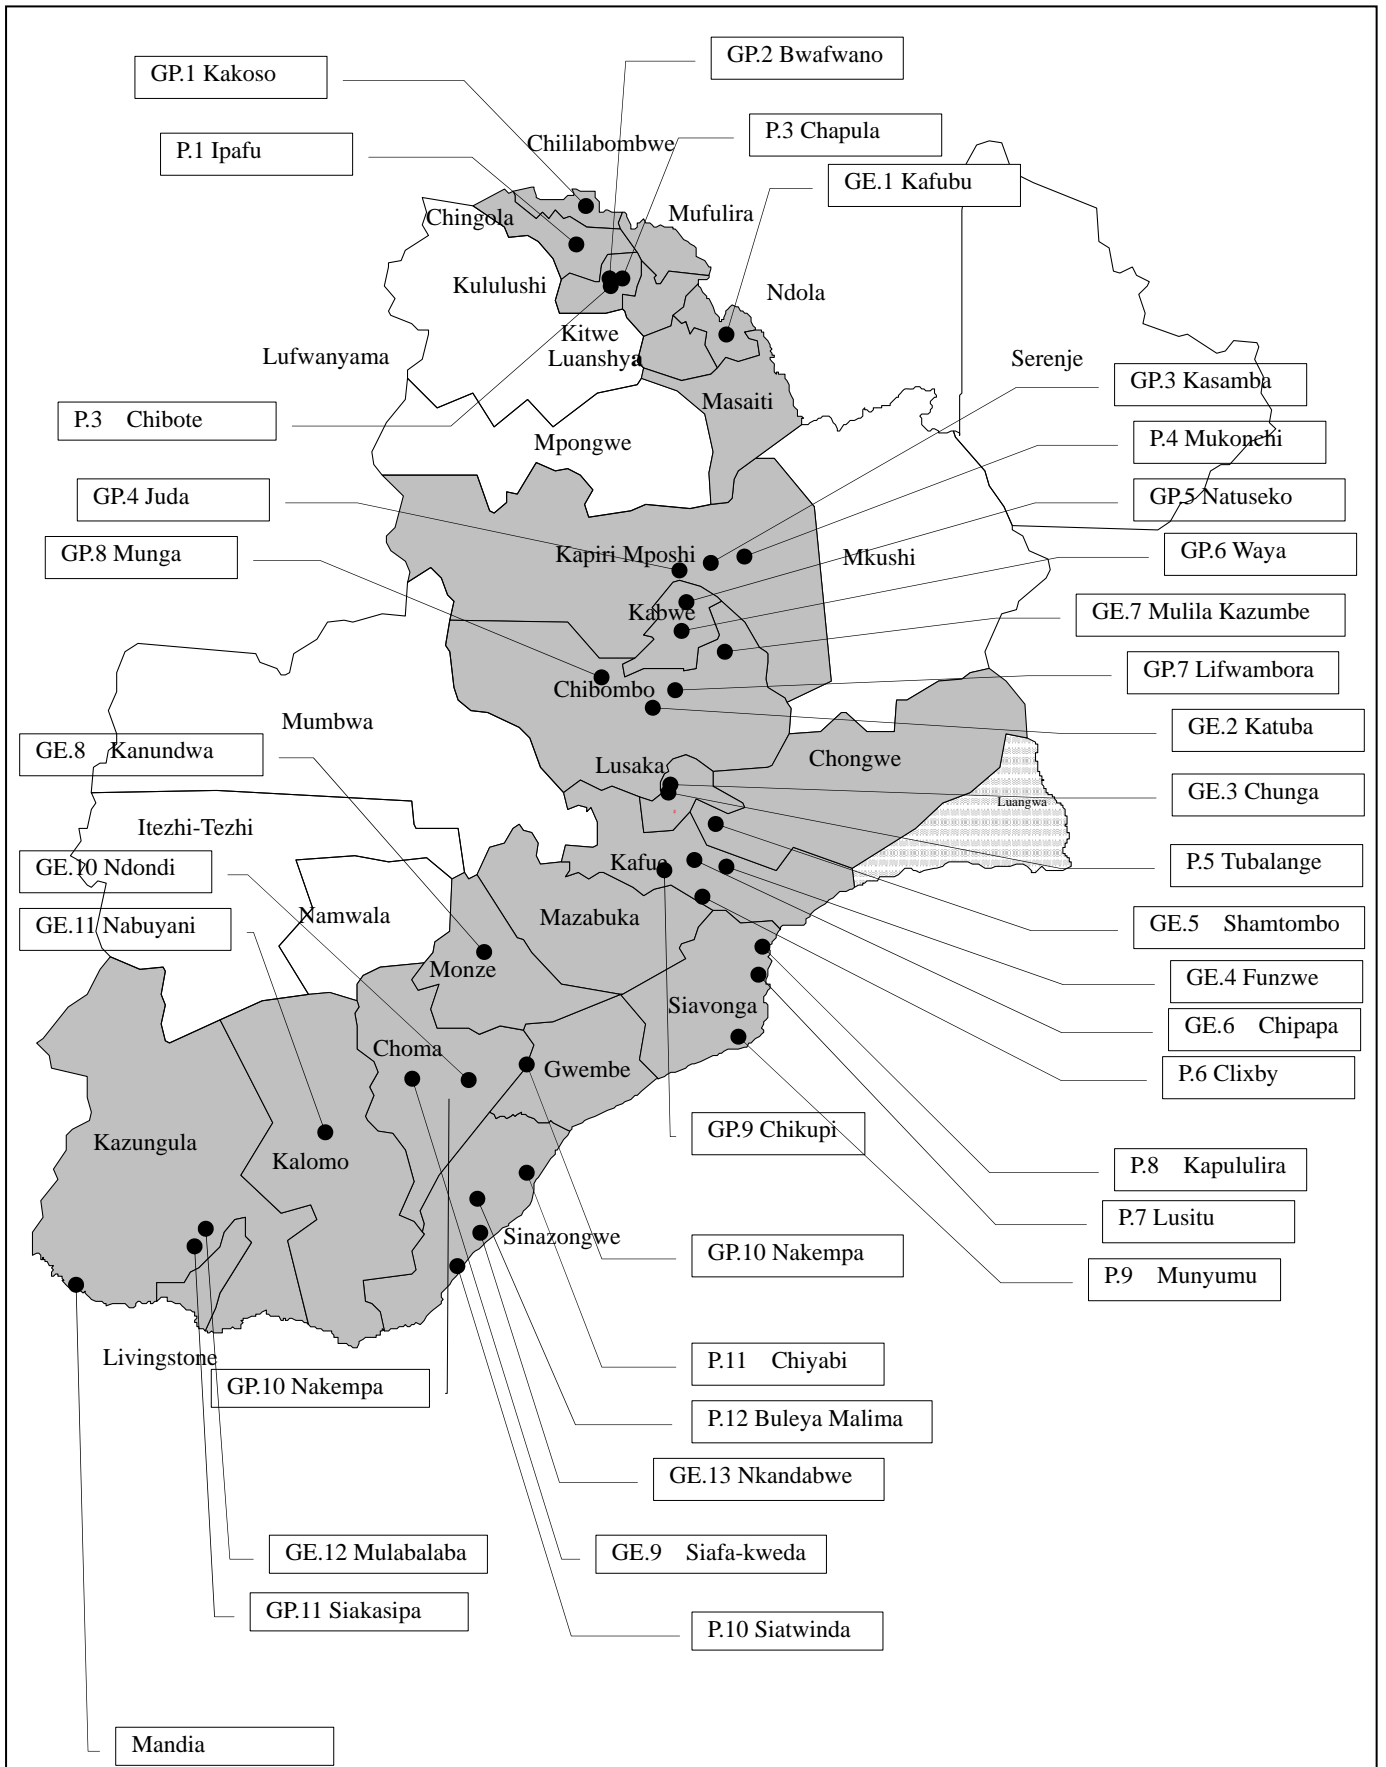 GP.2 Bwafwano
GP.1 Kakoso
P.3 Chapula
Chililabombwe
P.1 Ipafu
GE.1 Kafubu
Mufulira
Chingola
Kululushi
Ndola
Kitwe
Lufwanyama
Luanshya
Serenje
GP.3 Kasamba
Masaiti
P.3 Chibote
Mpongwe
P.4 Mukonchi
GP.4 Juda
GP.5 Natuseko
GP.8 Munga
Kapiri Mposhi
Mkushi
GP.6 Waya
Kabwe
GE.7 Mulila Kazumbe
GP.7 Lifwambora
Chibombo
Mumbwa
GE.2 Katuba
GE.8 Kanundwa
Lusaka
Chongwe
GE.3 Chunga
Luangwa
Itezhi-Tezhi
GE.10 Ndondi
Kafue
P.5 Tubalange
GE.11 Nabuyani
Namwala
Mazabuka
GE.5 Shamtombo
Monze
GE.4 Funzwe
Siavonga
GE.6 Chipapa
Choma
Gwembe
P.6 Clixby
Kazungula
Kalomo
GP.9 Chikupi
P.8 Kapululira
P.7 Lusitu
Sinazongwe
GP.10 Nakempa
P.9 Munyumu
Livingstone
P.11 Chiyabi
GP.10 Nakempa
P.12 Buleya Malima
GE.13 Nkandabwe
GE.12 Mulabalaba
GE.9 Siafa-kweda
GP.11 Siakasipa
P.10 Siatwinda
Mandia